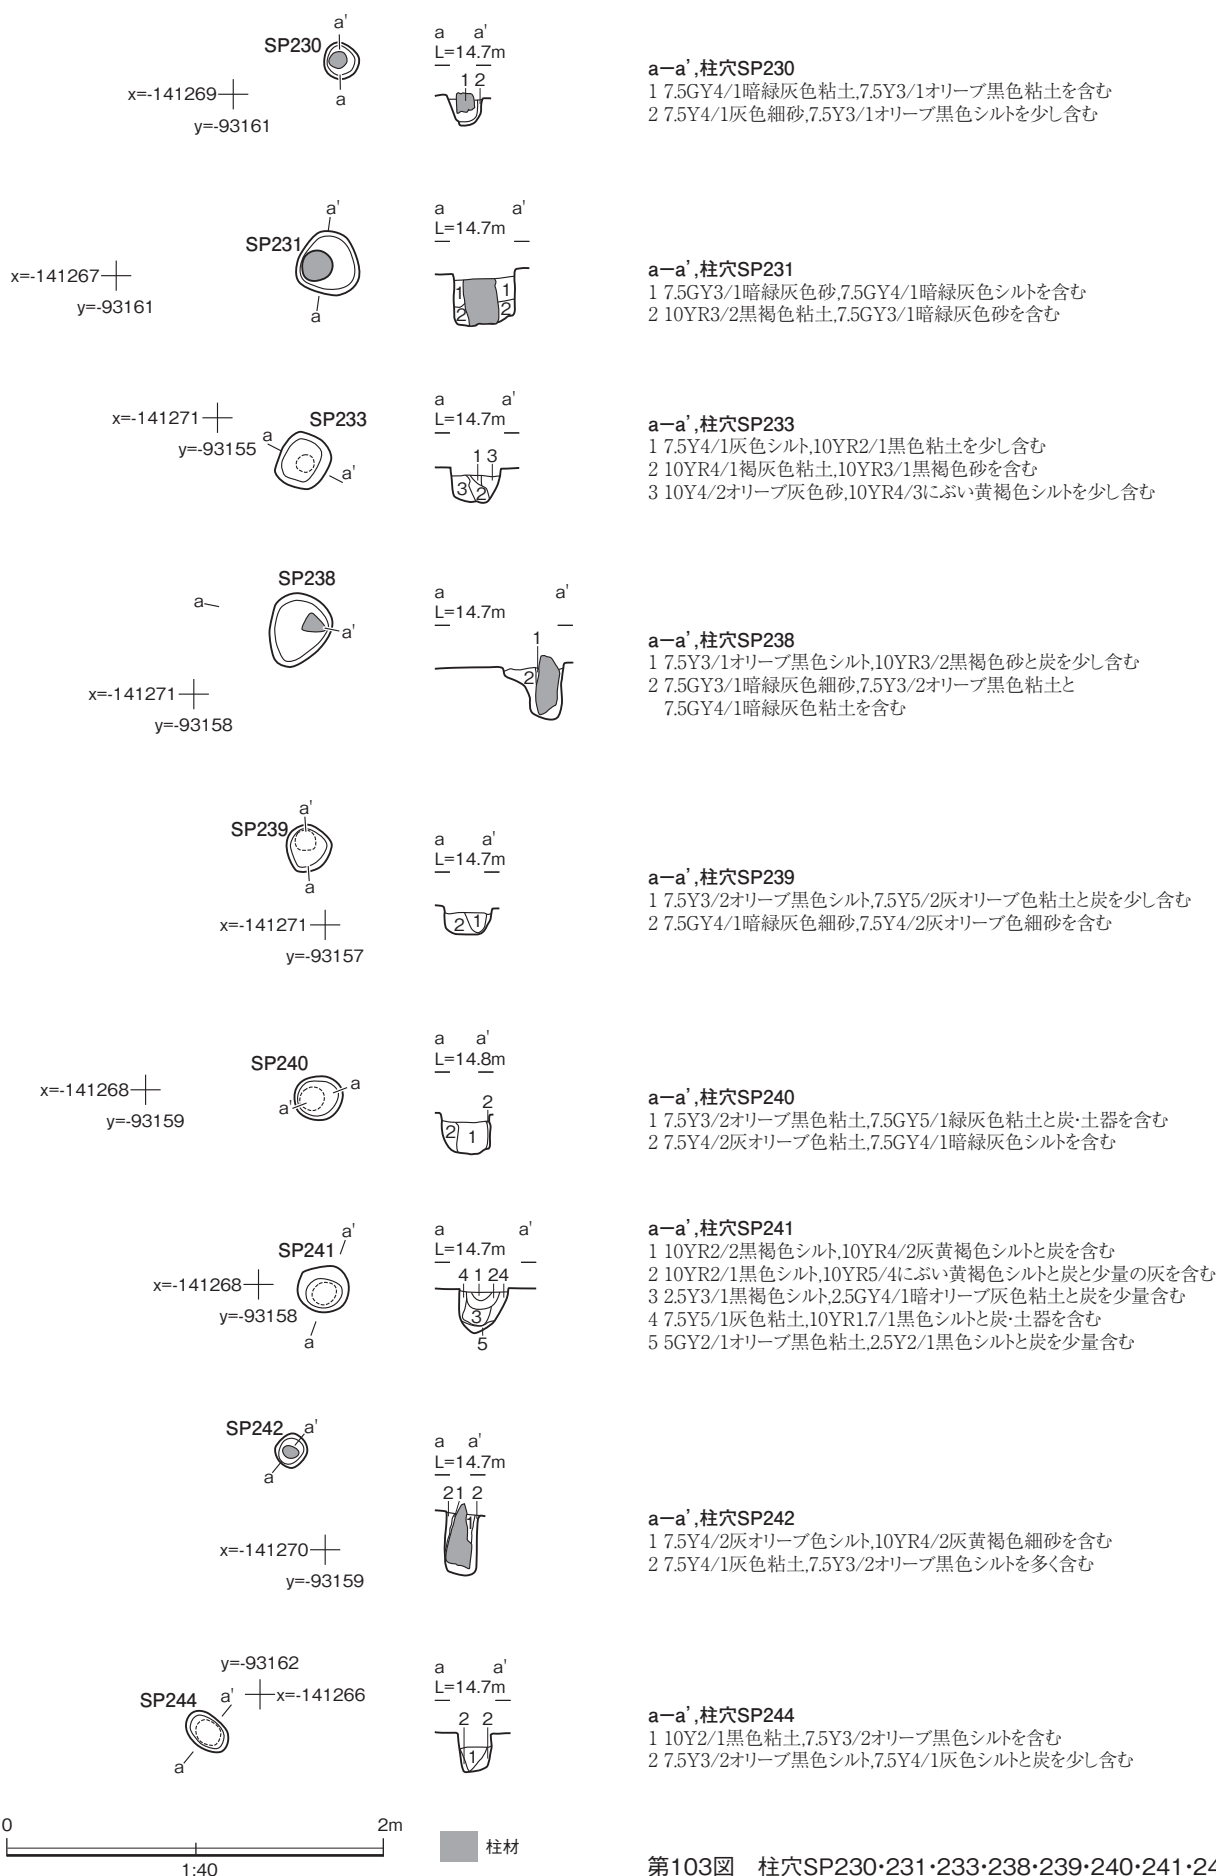 SP230
a'
a
x=-141269
y=-93161
a a'
L=14.7m
1 2
a－a’,柱穴SP230
1 7.5GY4/1暗緑灰色粘土,7.5Y3/1オリーブ黒色粘土を含む
2 7.5Y4/1灰色細砂,7.5Y3/1オリーブ黒色シルトを少し含む
SP231
a'
a
x=-141267
y=-93161
a a'
L=14.7m
1 1
2 2
a－a’,柱穴SP231
1 7.5GY3/1暗緑灰色砂,7.5GY4/1暗緑灰色シルトを含む
2 10YR3/2黒褐色粘土,7.5GY3/1暗緑灰色砂を含む
x=-141271
y=-93155
SP233
a
a'
a a'
L=14.7m
1 3
3 2
a－a’,柱穴SP233
1 7.5Y4/1灰色シルト,10YR2/1黒色粘土を少し含む
2 10YR4/1褐灰色粘土,10YR3/1黒褐色砂を含む
3 10Y4/2オリーブ灰色砂,10YR4/3にぶい黄褐色シルトを少し含む
SP238
a
a'
x=-141271
y=-93158
a a'
L=14.7m
1
2
a－a’,柱穴SP238
1 7.5Y3/1オリーブ黒色シルト,10YR3/2黒褐色砂と炭を少し含む
2 7.5GY3/1暗緑灰色細砂,7.5Y3/2オリーブ黒色粘土と
7.5GY4/1暗緑灰色粘土を含む
a'
SP239
a
x=-141271
y=-93157
a a'
L=14.7m
2 1
a－a’,柱穴SP239
1 7.5Y3/2オリーブ黒色シルト,7.5Y5/2灰オリーブ色粘土と炭を少し含む
2 7.5GY4/1暗緑灰色細砂,7.5Y4/2灰オリーブ色細砂を含む
SP240
a
a'
x=-141268
y=-93159
a a'
L=14.8m
2
2 1
a－a’,柱穴SP240
1 7.5Y3/2オリーブ黒色粘土,7.5GY5/1緑灰色粘土と炭・土器を含む
2 7.5Y4/2灰オリーブ色粘土,7.5GY4/1暗緑灰色シルトを含む
a'
SP241
x=-141268
y=-93158
a
a a'
L=14.7m
4 1 2 4
3
5
a－a’,柱穴SP241
1 10YR2/2黒褐色シルト,10YR4/2灰黄褐色シルトと炭を含む
2 10YR2/1黒色シルト,10YR5/4にぶい黄褐色シルトと炭と少量の灰を含む
3 2.5Y3/1黒褐色シルト,2.5GY4/1暗オリーブ灰色粘土と炭を少量含む
4 7.5Y5/1灰色粘土,10YR1.7/1黒色シルトと炭・土器を含む
5 5GY2/1オリーブ黒色粘土,2.5Y2/1黒色シルトと炭を少量含む
SP242
a'
a
x=-141270
y=-93159
a a'
L=14.7m
2 1 2
1
a－a’,柱穴SP242
1 7.5Y4/2灰オリーブ色シルト,10YR4/2灰黄褐色細砂を含む
2 7.5Y4/1灰色粘土,7.5Y3/2オリーブ黒色シルトを多く含む
y=-93162
x=-141266
SP244
a'
a
a a'
L=14.7m
2 2
1
a－a’,柱穴SP244
1 10Y2/1黒色粘土,7.5Y3/2オリーブ黒色シルトを含む
2 7.5Y3/2オリーブ黒色シルト,7.5Y4/1灰色シルトと炭を少し含む
0 2m
1:40
柱材
第103図　柱穴SP230・231・233・238・239・240・241・24